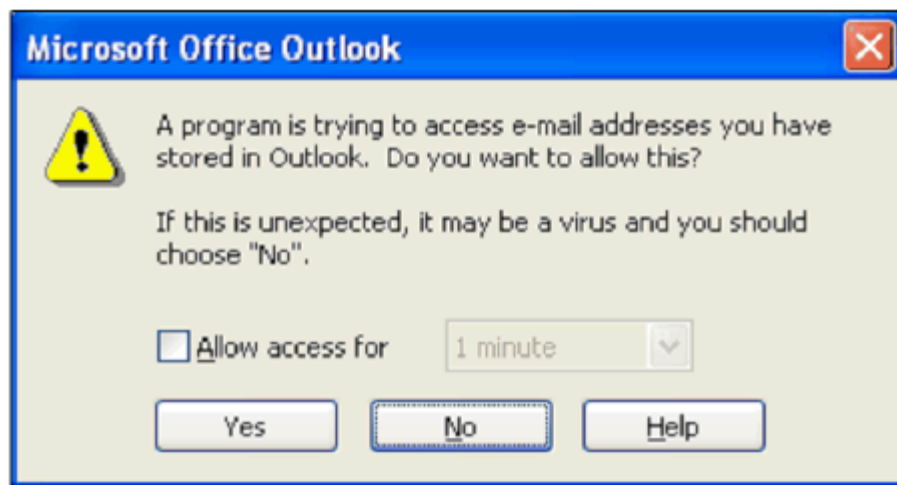 Microsoft Office Outlook
A program is trying to access e-mail addresses you have
stored in Outlook. Do you want to allow this?
If this is unexpected, it may be a virus and you should
choose "No".
Allow access for 1 minute
Yes No Help